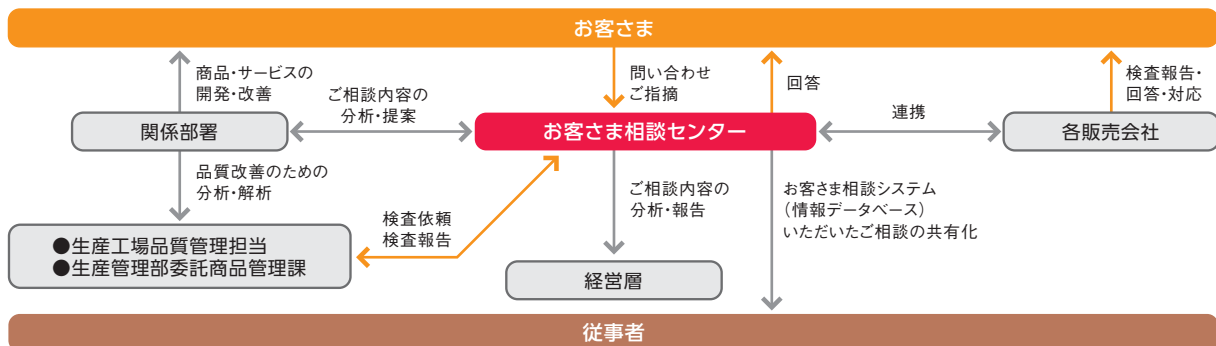 お客さま
商品・サービスの
開発・改善
ご相談内容の
分析・提案
問い合わせ
ご指摘
回答
検査報告・
回答・対応
連携
関係部署
お客さま相談センター
各販売会社
品質改善のための
分析・解析
検査依頼
検査報告
ご相談内容の
分析・報告
お客さま相談システム
（情報データベース）
いただいたご相談の共有化
●生産工場品質管理担当
●生産管理部委託商品管理課
経営層
従事者